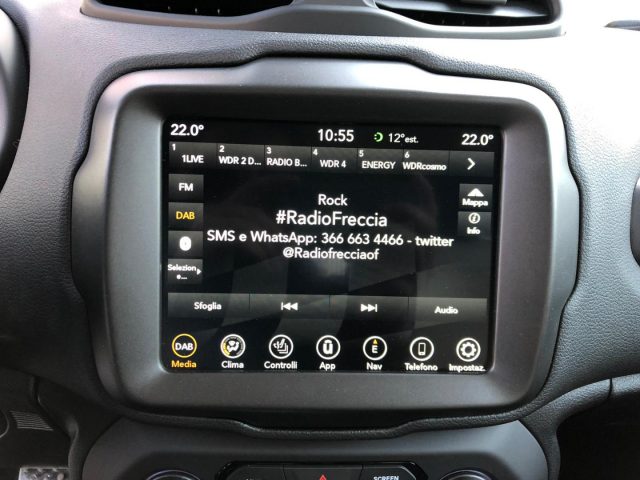 22.0° 10:55 12°est. 22.0°
1 2 3 4 5 6
1LIVE WDR 2 D... RADIO B... WDR 4 ENERGY WDRcosmo
FM
DAB
Selezion e...
Rock
#RadioFreccia
SMS e WhatsApp: 366 663 4466 - twitter
@Radiofrecciaof
Mappa
Info
Sfoglia Audio
DAB E
Media Clima Controlli App Nav Telefono Impostaz.
SCREEN